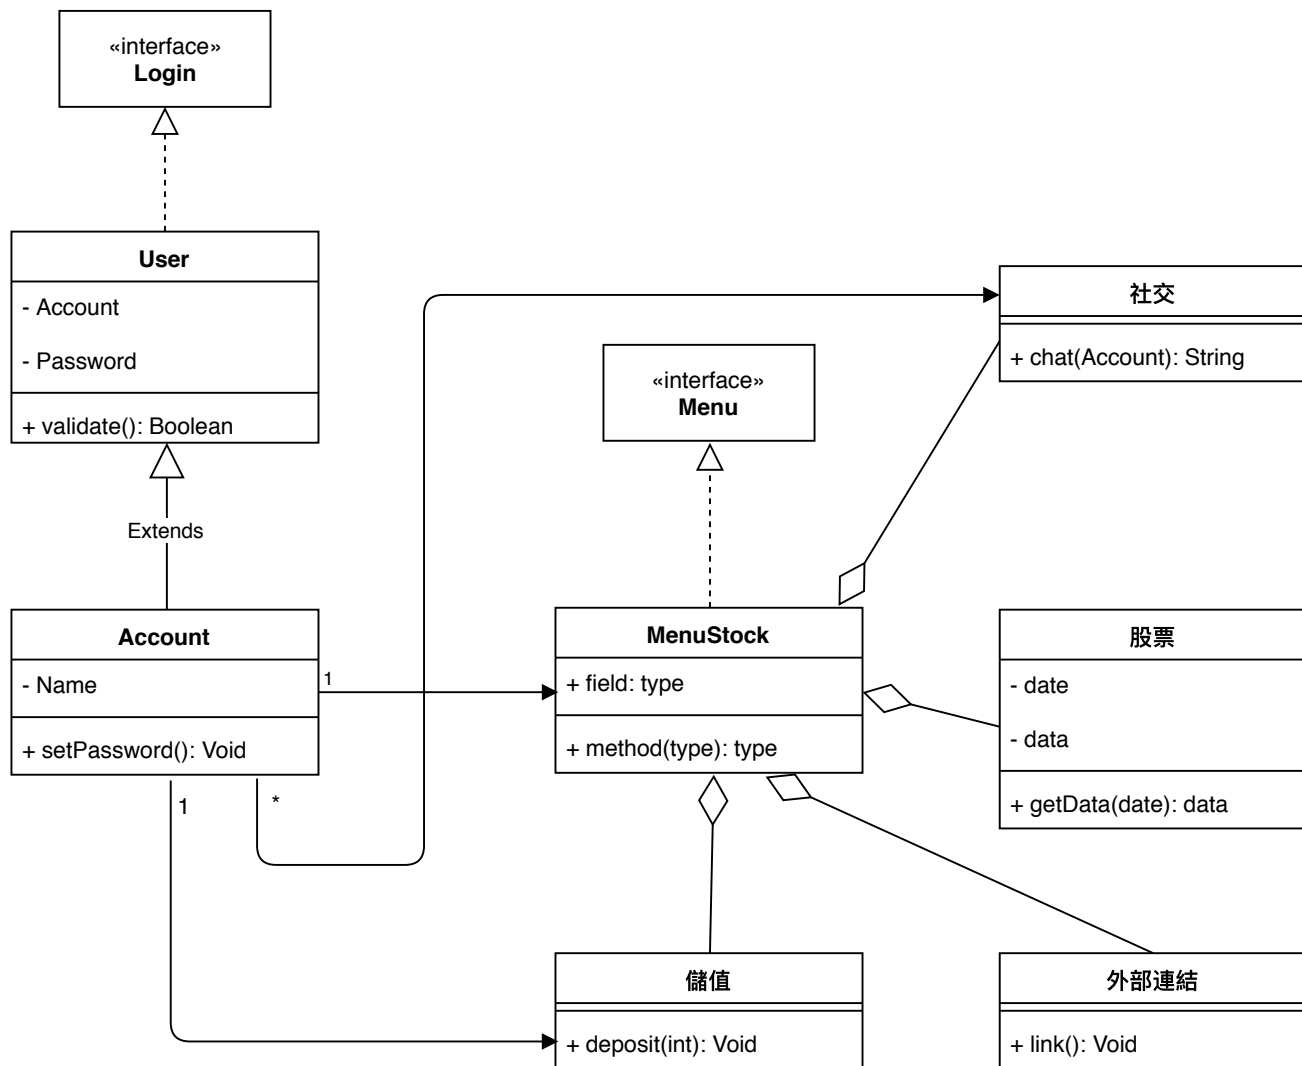 «interface»
Login
User
- Account
- Password
+ validate(): Boolean
Extends
Account
- Name
+ setPassword(): Void
1
1
*
«interface»
Menu
MenuStock
+ field: type
+ method(type): type
社交
+ chat(Account): String
股票
- date
- data
+ getData(date): data
儲值
+ deposit(int): Void
外部連結
+ link(): Void